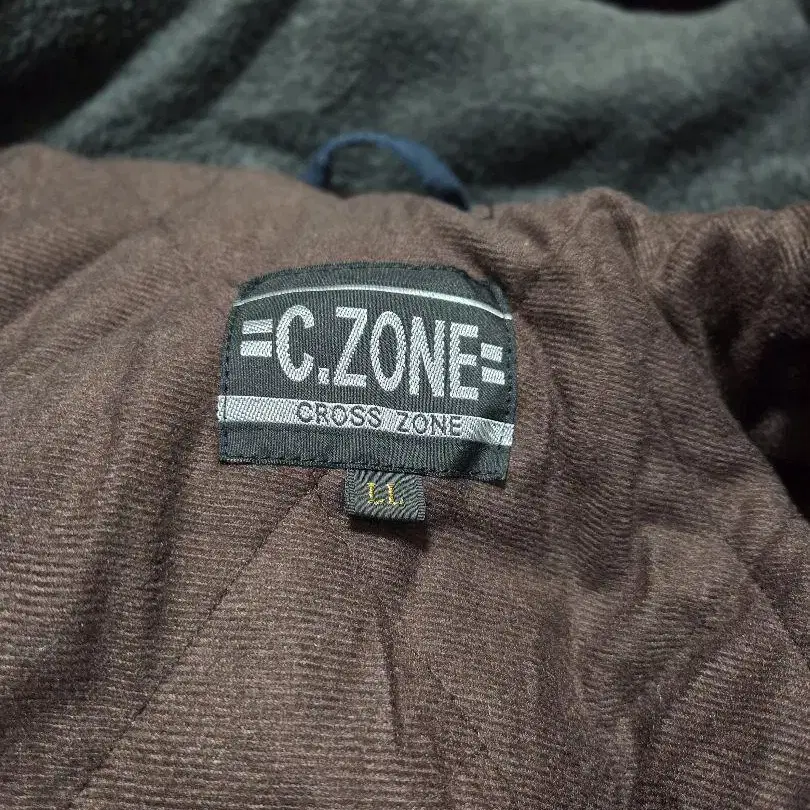 =C.ZONE=
CROSS ZONE
LL